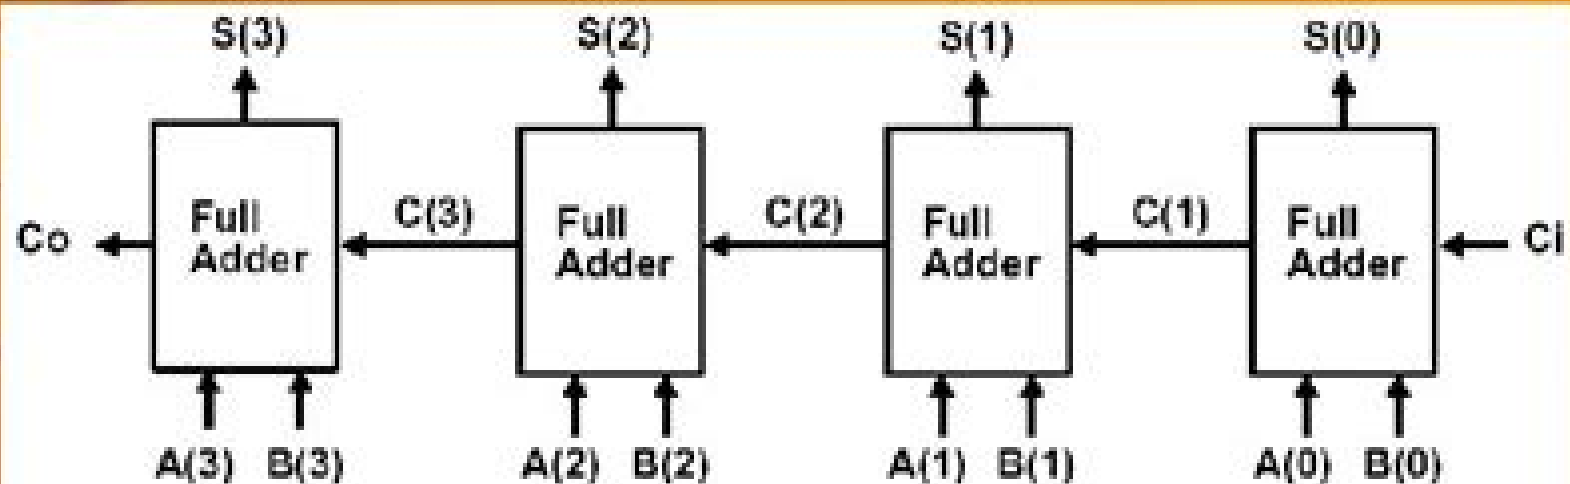 S(3) S(2) S(1) S(0)
Co Full Adder C(3) Full Adder C(2) Full Adder C(1) Full Adder Ci
A(3) B(3) A(2) B(2) A(1) B(1) A(0) B(0)